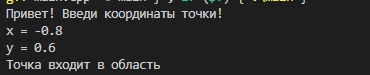 Привет! Введи координаты точки!
x = -0.8
y = 0.6
Точка входит в область